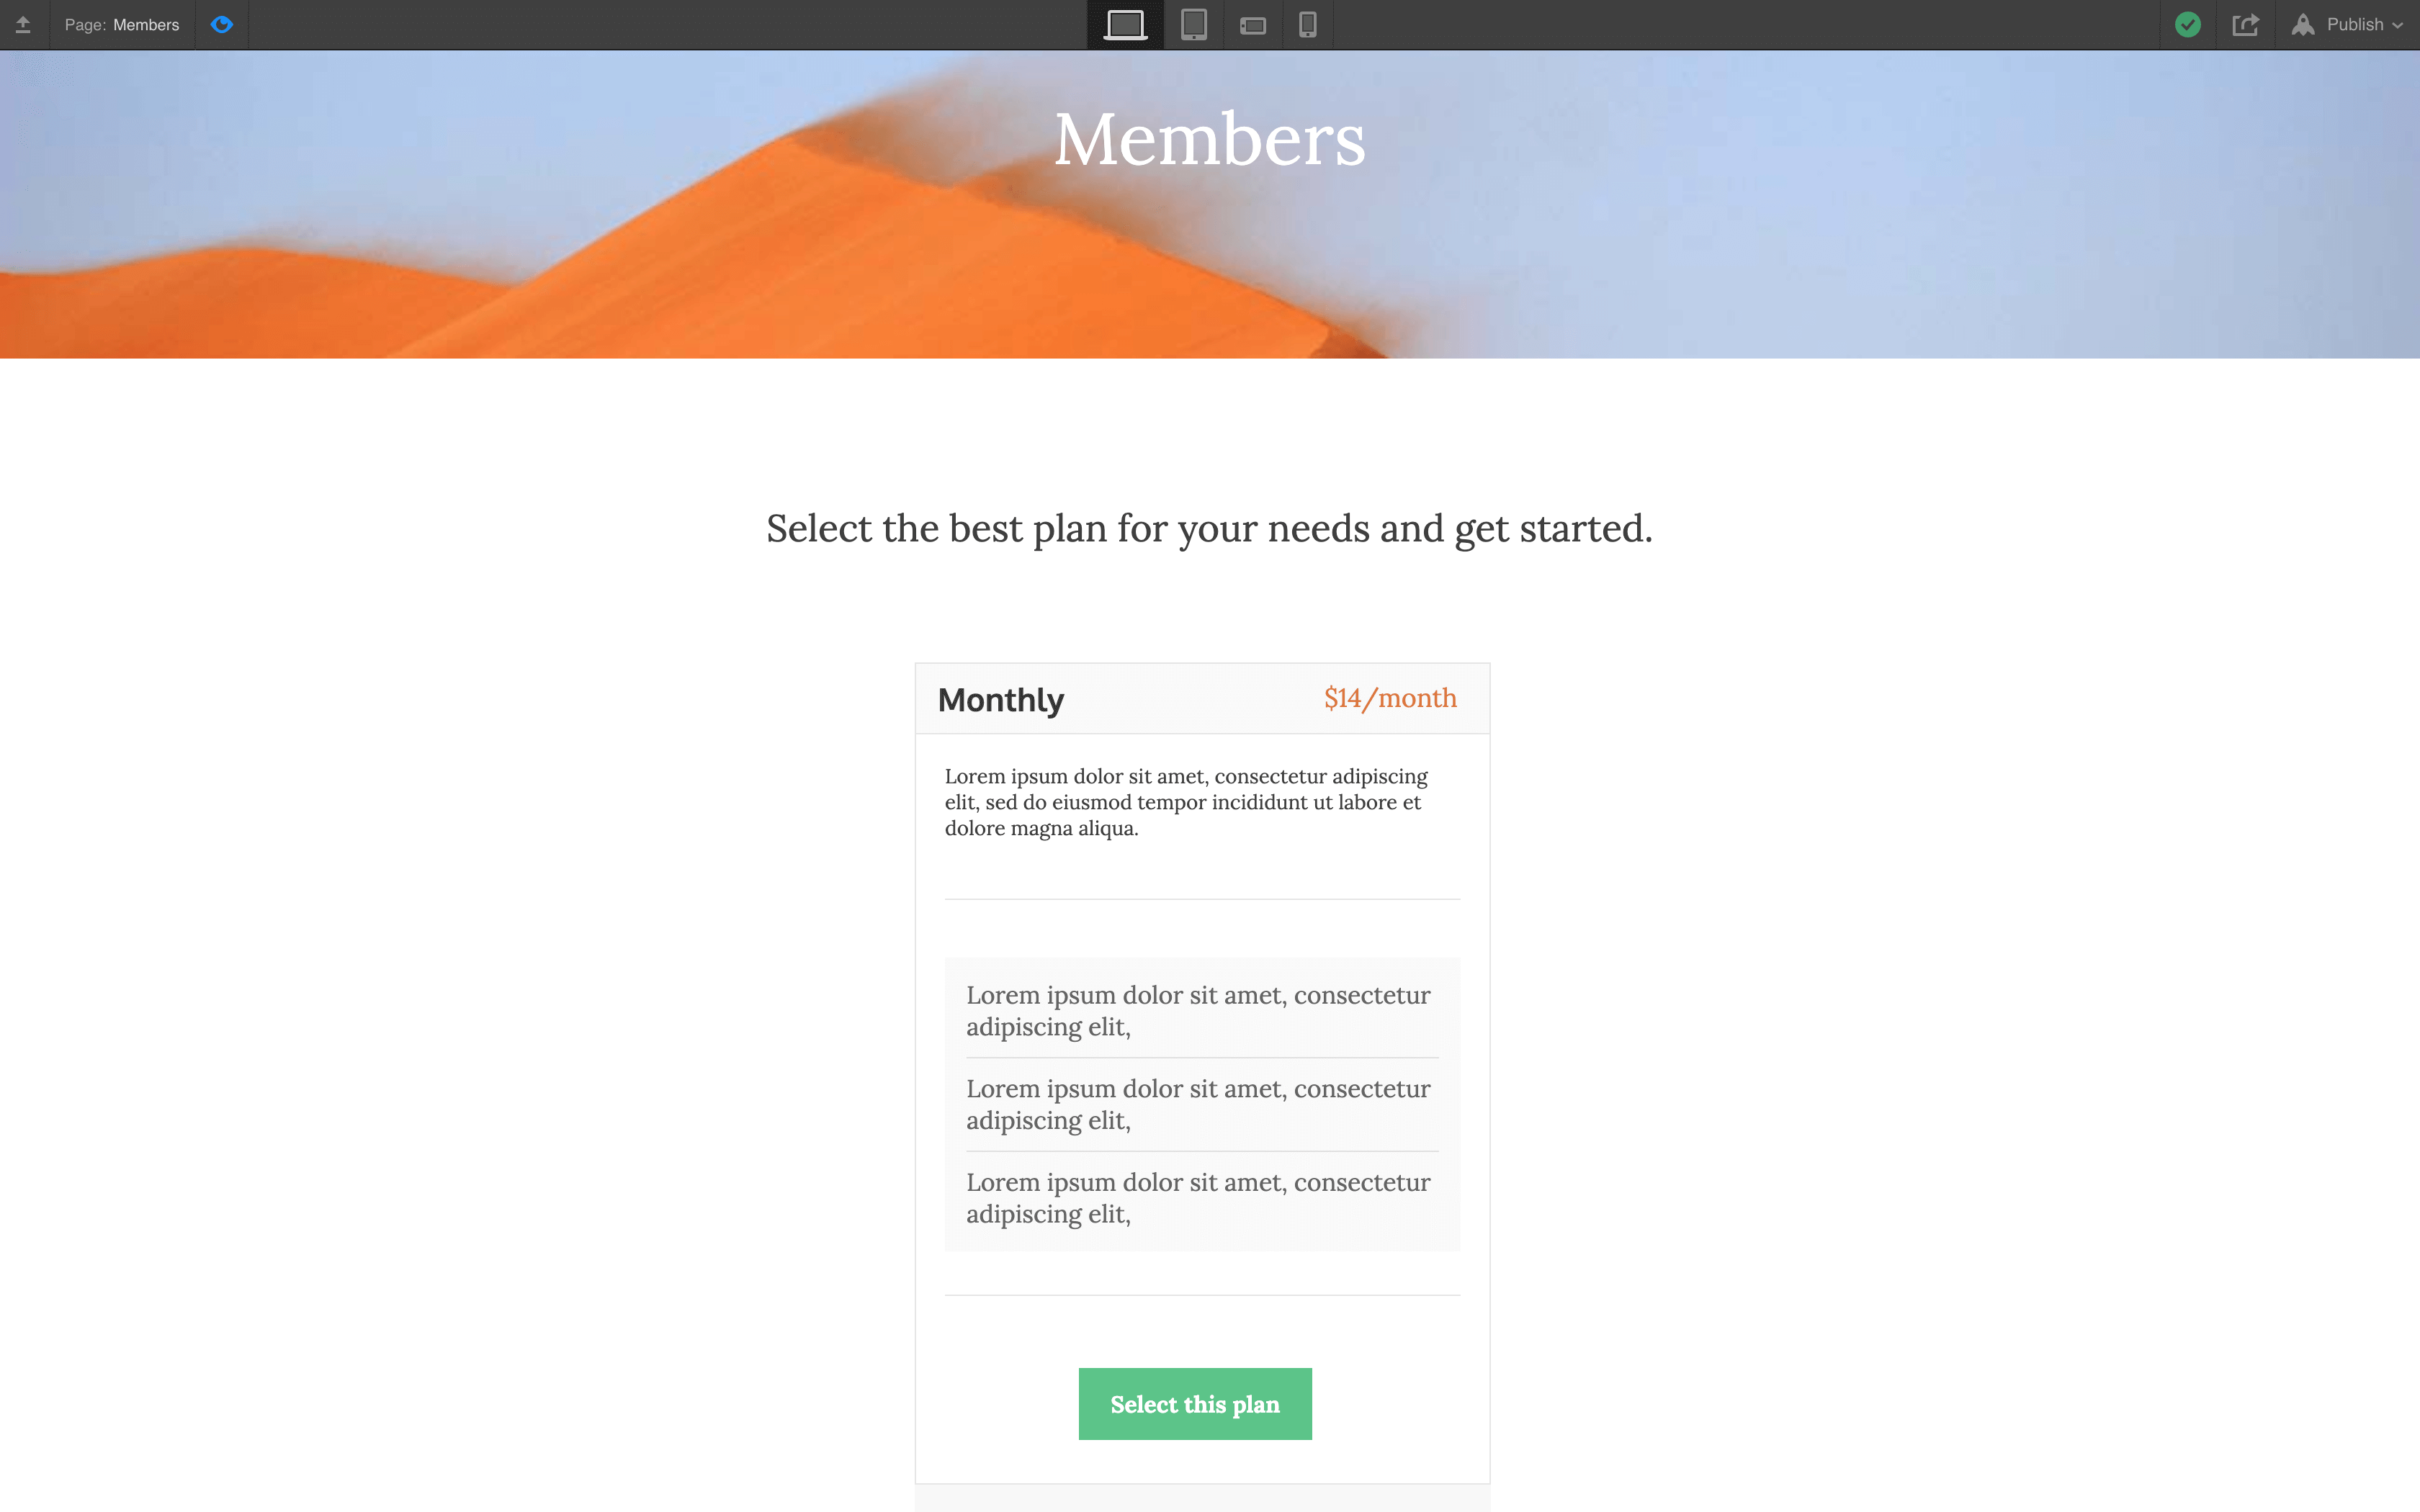 Page: Members
Publish
Members
Select the best plan for your needs and get started.
Monthly
$14/month
Lorem ipsum dolor sit amet, consectetur adipiscing
elit, sed do eiusmod tempor incididunt ut labore et
dolore magna aliqua.
Lorem ipsum dolor sit amet, consectetur
adipiscing elit,
Lorem ipsum dolor sit amet, consectetur
adipiscing elit,
Lorem ipsum dolor sit amet, consectetur
adipiscing elit,
Select this plan